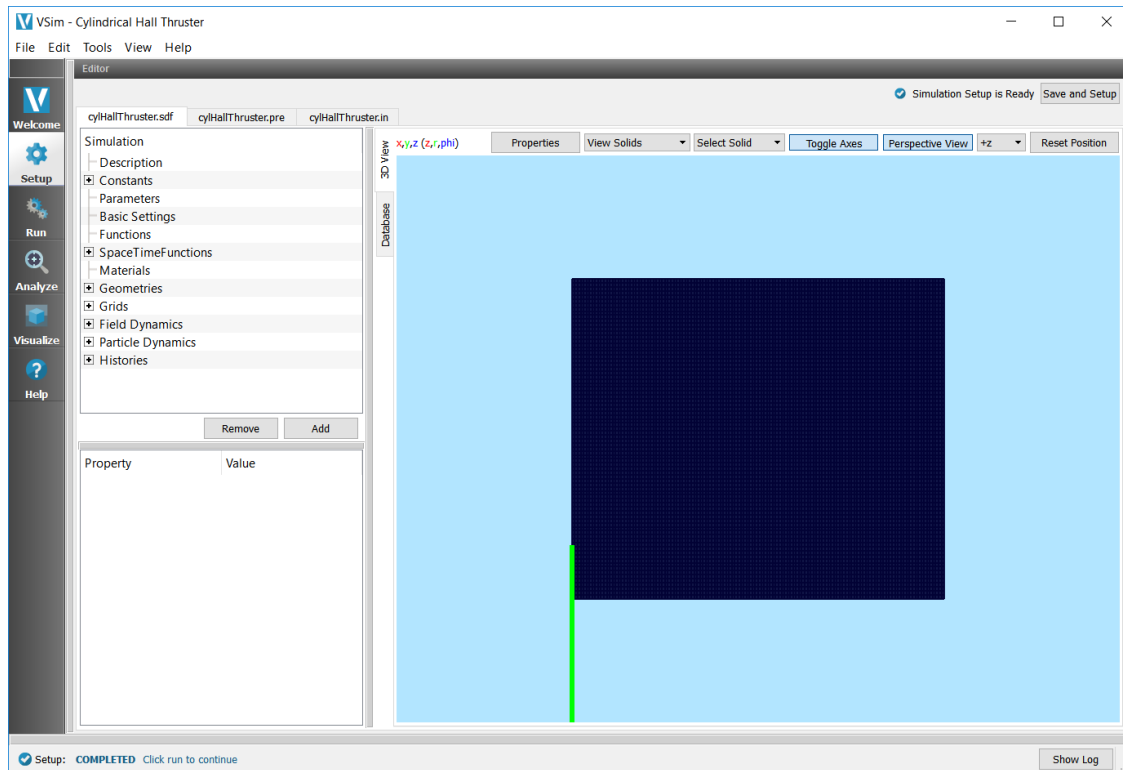 VSim - Cylindrical Hall Thruster
File Edit Tools View Help
Editor
Simulation Setup is Ready Save and Setup
Welcome
Setup
Run
Analyze
Visualize
Help
cylHallThruster.sdf cylHallThruster.pre cylHallThruster.in
Simulation
Description
Constants
Parameters
Basic Settings
Functions
SpaceTimeFunctions
Materials
Geometries
Grids
Field Dynamics
Particle Dynamics
Histories
Remove Add
Property Value
3D View
Database
x,y,z (z,r,phi) Properties View Solids Select Solid Toggle Axes Perspective View +z Reset Position
Setup: COMPLETED Click run to continue Show Log